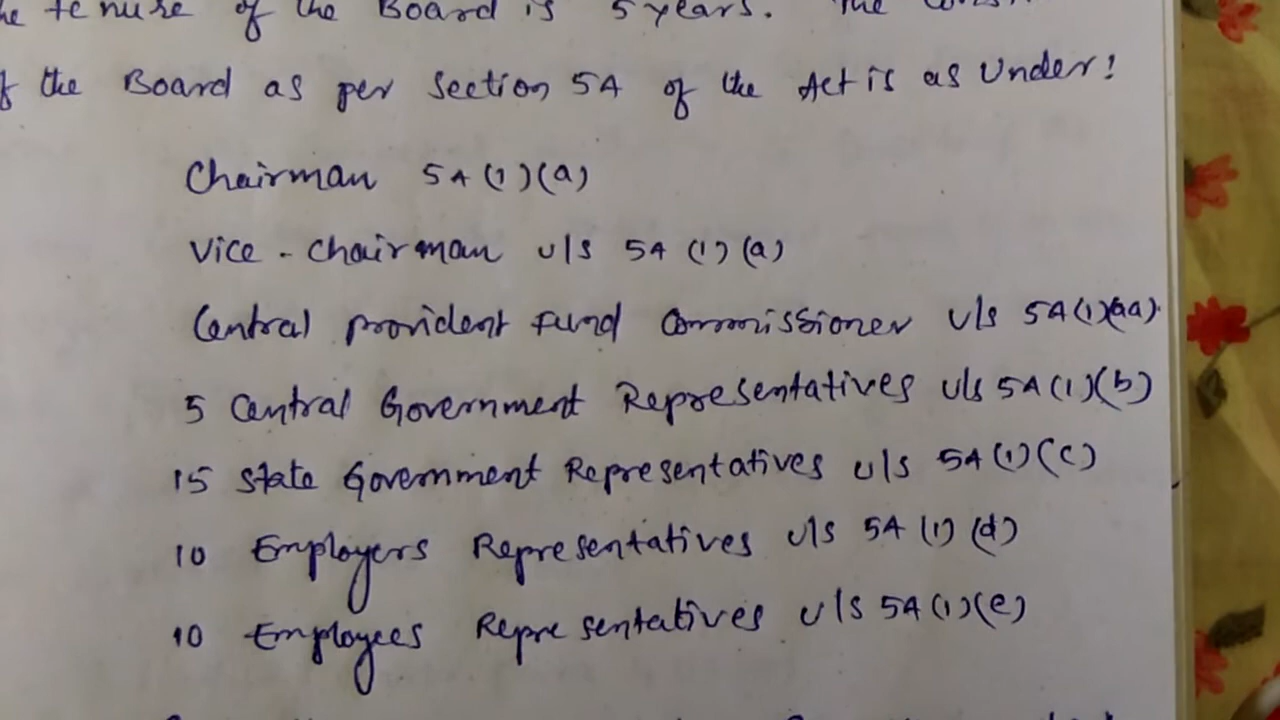 tenure of the Board is 5 years. The
the Board as per Section 5A of the Act is as Under:
Chairman 5A(1)(a)
Vice - Chairman u/s 5A (1) (a)
Central provident Fund Commissioner u/s 5A(1)(aa).
5 Central Government Representatives u/s 5A(1)(b)
15 State Government Representatives u/s 5A(1)(c)
10 Employers Representatives u/s 5A (1) (d)
10 Employees Representatives u/s 5A(1)(e)